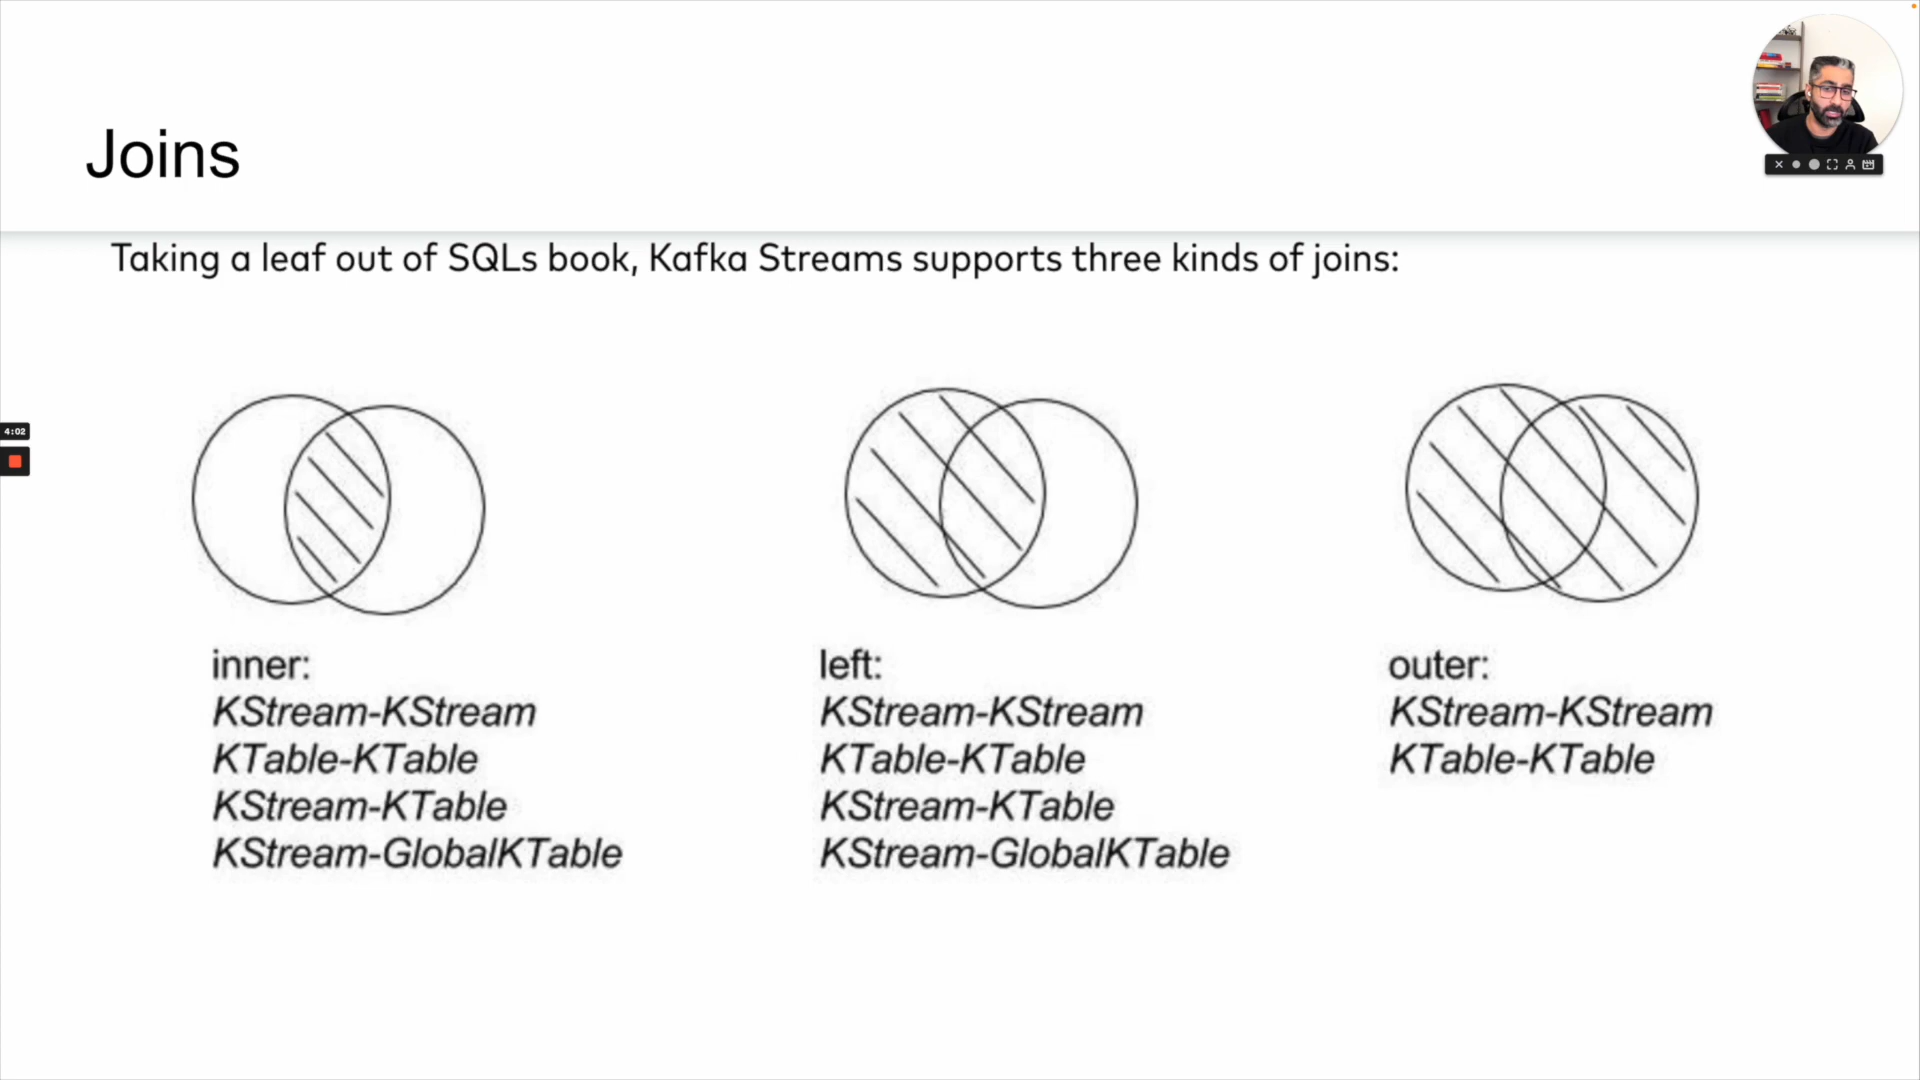 Joins
Taking a leaf out of SQLs book, Kafka Streams supports three kinds of joins:
4:02
inner:
KStream-KStream
KTable-KTable
KStream-KTable
KStream-GlobalKTable
left:
KStream-KStream
KTable-KTable
KStream-KTable
KStream-GlobalKTable
outer:
KStream-KStream
KTable-KTable